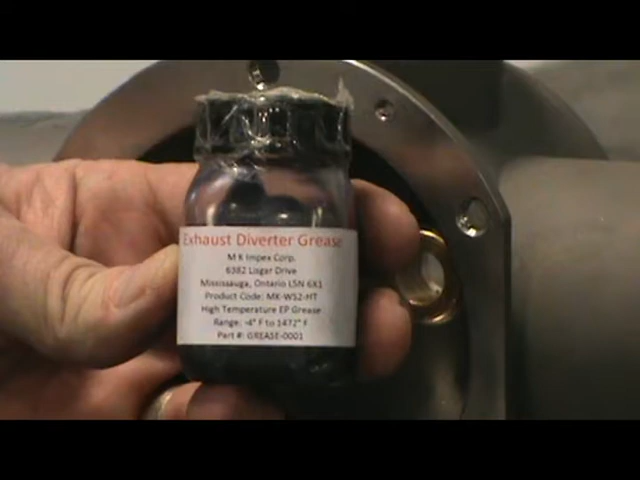 Exhaust Diverter Grease
M K Impex Corp.
6382 Lisgar Drive
Mississauga, Ontario L5N 6X1
Product Code: MK-WS2-HT
High Temperature EP Grease
Range: -4° F to 1472° F
Part #: GREASE-0001